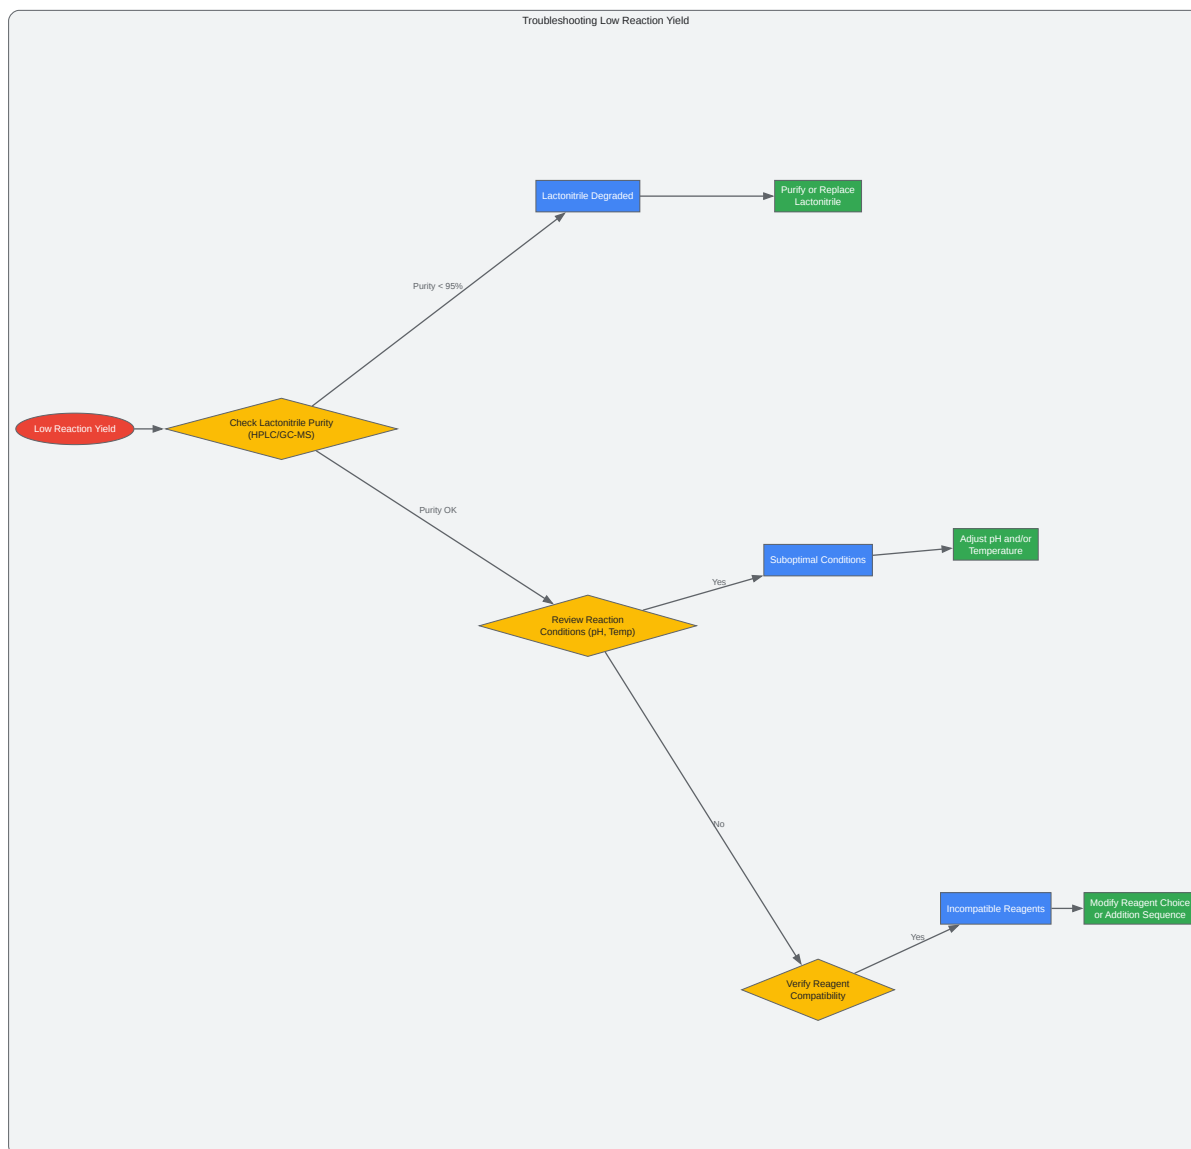 Troubleshooting Low Reaction Yield
Lactonitrile Degraded
Purify or Replace
Lactonitrile
Purity < 95%
Low Reaction Yield
Check Lactonitrile Purity
(HPLC/GC-MS)
Purity OK
Adjust pH and/or
Temperature
Suboptimal Conditions
Yes
Review Reaction
Conditions (pH, Temp)
No
Incompatible Reagents
Modify Reagent Choice
or Addition Sequence
Yes
Verify Reagent
Compatibility